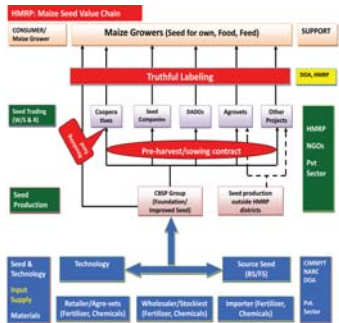 HMRP: Maize Seed Value Chain
CONSUMER/
Maize Grower
Maize Growers (Seed for own, Food, Feed)
SUPPORT
Truthful Labeling
DOA, HMRP
Seed Trading
(W/S & R)
Coopera
tives
Seed
Companies
DADOs
Agrovets
Other
Projects
Pre-harvest/sowing contract
HMRP
NGOs
Pvt
Sector
Seed
Production
CBSP Group
(Foundation/
Improved Seed)
Seed production
outside HMRP
districts
Seed &
Technology
Input
Supply
Materials
Technology
Source Seed
(BS/FS)
CIMMYT
NARC
DOA
Pvt.
Sector
Retailer/Agro-vets
(Fertilizer, Chemicals)
Wholesaler/Stockiest
(Fertilizer, Chemicals)
Importer (Fertilizer,
Chemicals)